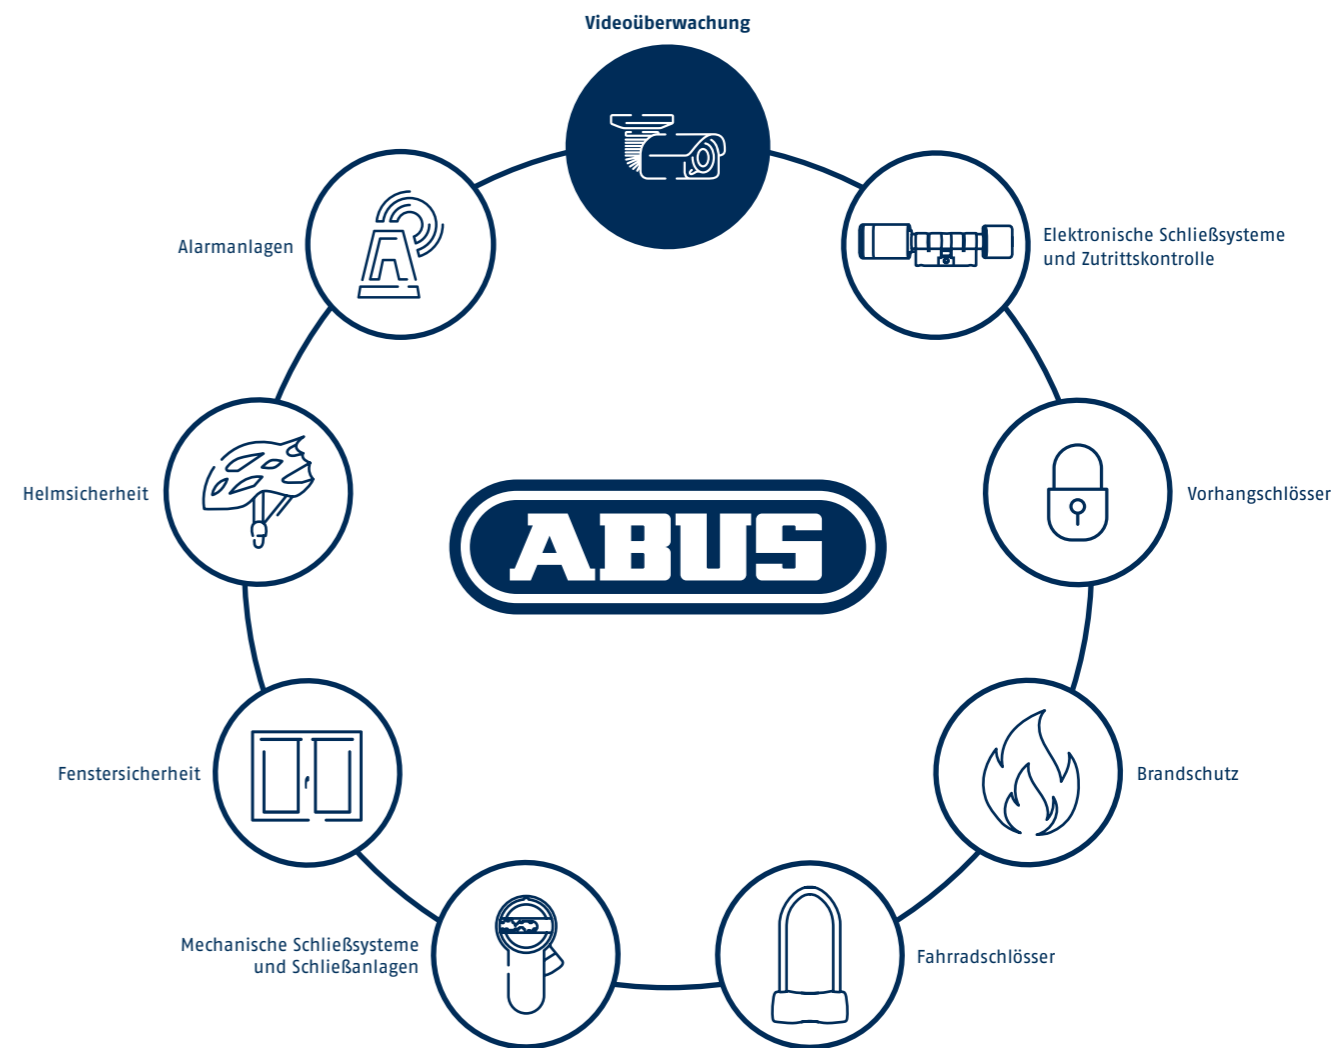 Videoüberwachung
Alarmanlagen
Elektronische Schließsysteme
und Zutrittskontrolle
Helmsicherheit
ABUS
Vorhangschlösser
Fenstersicherheit
Brandschutz
Mechanische Schließsysteme
und Schließanlagen
Fahrradschlösser